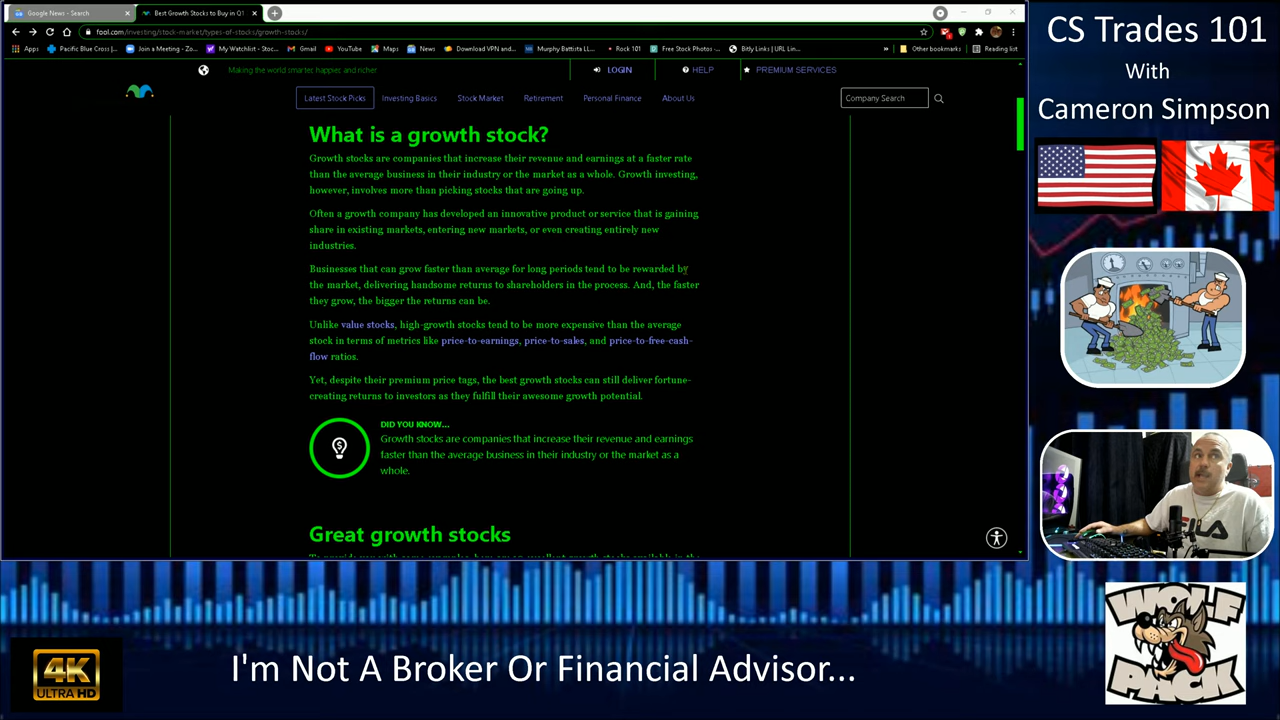 Google News - Search
Best Growth Stocks to Buy in Q1
fool.com/investing/stock-market/types-of-stocks/growth-stocks/
Apps
Pacific Blue Cross |...
Join a Meeting - Zo...
My Watchlist - Stoc...
Gmail
YouTube
Maps
News
Download VPN and...
Murphy Battista LL...
Rock 101
Free Stock Photos -...
Bitly Links | URL Lin...
»
Other bookmarks
Reading list
Making the world smarter, happier, and richer
LOGIN
HELP
PREMIUM SERVICES
Latest Stock Picks
Investing Basics
Stock Market
Retirement
Personal Finance
About Us
Company Search
What is a growth stock?
Growth stocks are companies that increase their revenue and earnings at a faster rate
than the average business in their industry or the market as a whole. Growth investing,
however, involves more than picking stocks that are going up.
Often a growth company has developed an innovative product or service that is gaining
share in existing markets, entering new markets, or even creating entirely new
industries.
Businesses that can grow faster than average for long periods tend to be rewarded by
the market, delivering handsome returns to shareholders in the process. And, the faster
they grow, the bigger the returns can be.
Unlike value stocks, high-growth stocks tend to be more expensive than the average
stock in terms of metrics like price-to-earnings, price-to-sales, and price-to-free-cash-
flow ratios.
Yet, despite their premium price tags, the best growth stocks can still deliver fortune-
creating returns to investors as they fulfill their awesome growth potential.
DID YOU KNOW...
Growth stocks are companies that increase their revenue and earnings
faster than the average business in their industry or the market as a
whole.
Great growth stocks
CS Trades 101
With
Cameron Simpson
FILA
WOLF
PACK
4K
ULTRA HD
I'm Not A Broker Or Financial Advisor...